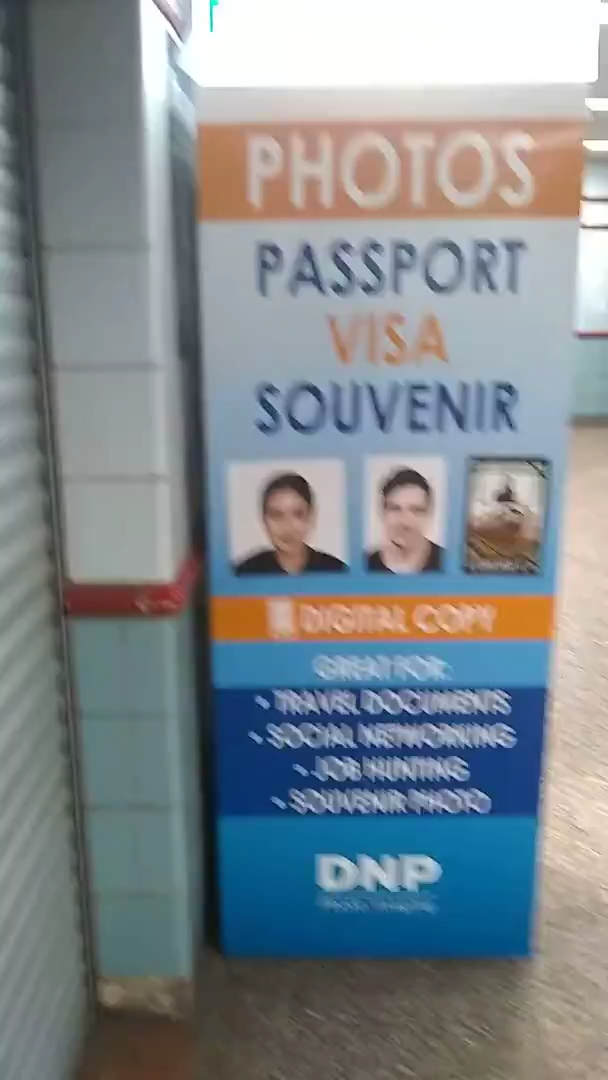 PHOTOS
PASSPORT
VISA
SOUVENIR
DIGITAL COPY
GREAT FOR:
TRAVEL DOCUMENTS
SOCIAL NETWORKING
JOB HUNTING
SOUVENIR PHOTO
DNP